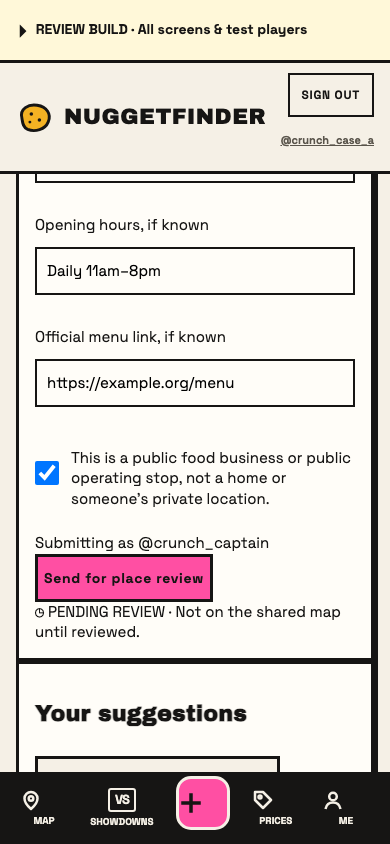 REVIEW BUILD · All screens & test players
SIGN OUT
NUGGETFINDER
@crunch_case_a
Opening hours, if known
Daily 11am–8pm
Official menu link, if known
https://example.org/menu
This is a public food business or public
operating stop, not a home or
someone's private location.
Submitting as @crunch_captain
Send for place review
PENDING REVIEW · Not on the shared map
until reviewed.
Your suggestions
VS
+
MAP
SHOWDOWNS
PRICES
ME